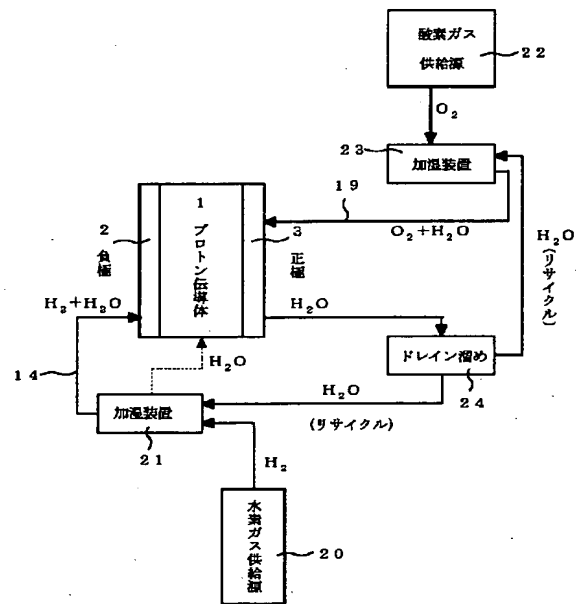 酸素ガス
供給源
22
O₂
23
加湿装置
19
O₂+H₂O
H₂O
(リサイクル)
1
プロトン伝導体
2
負極
3
正極
H₂+H₂O
H₂O
14
ドレイン溜め
24
H₂O
H₂O
(リサイクル)
加湿装置
21
H₂
水素ガス供給源
20